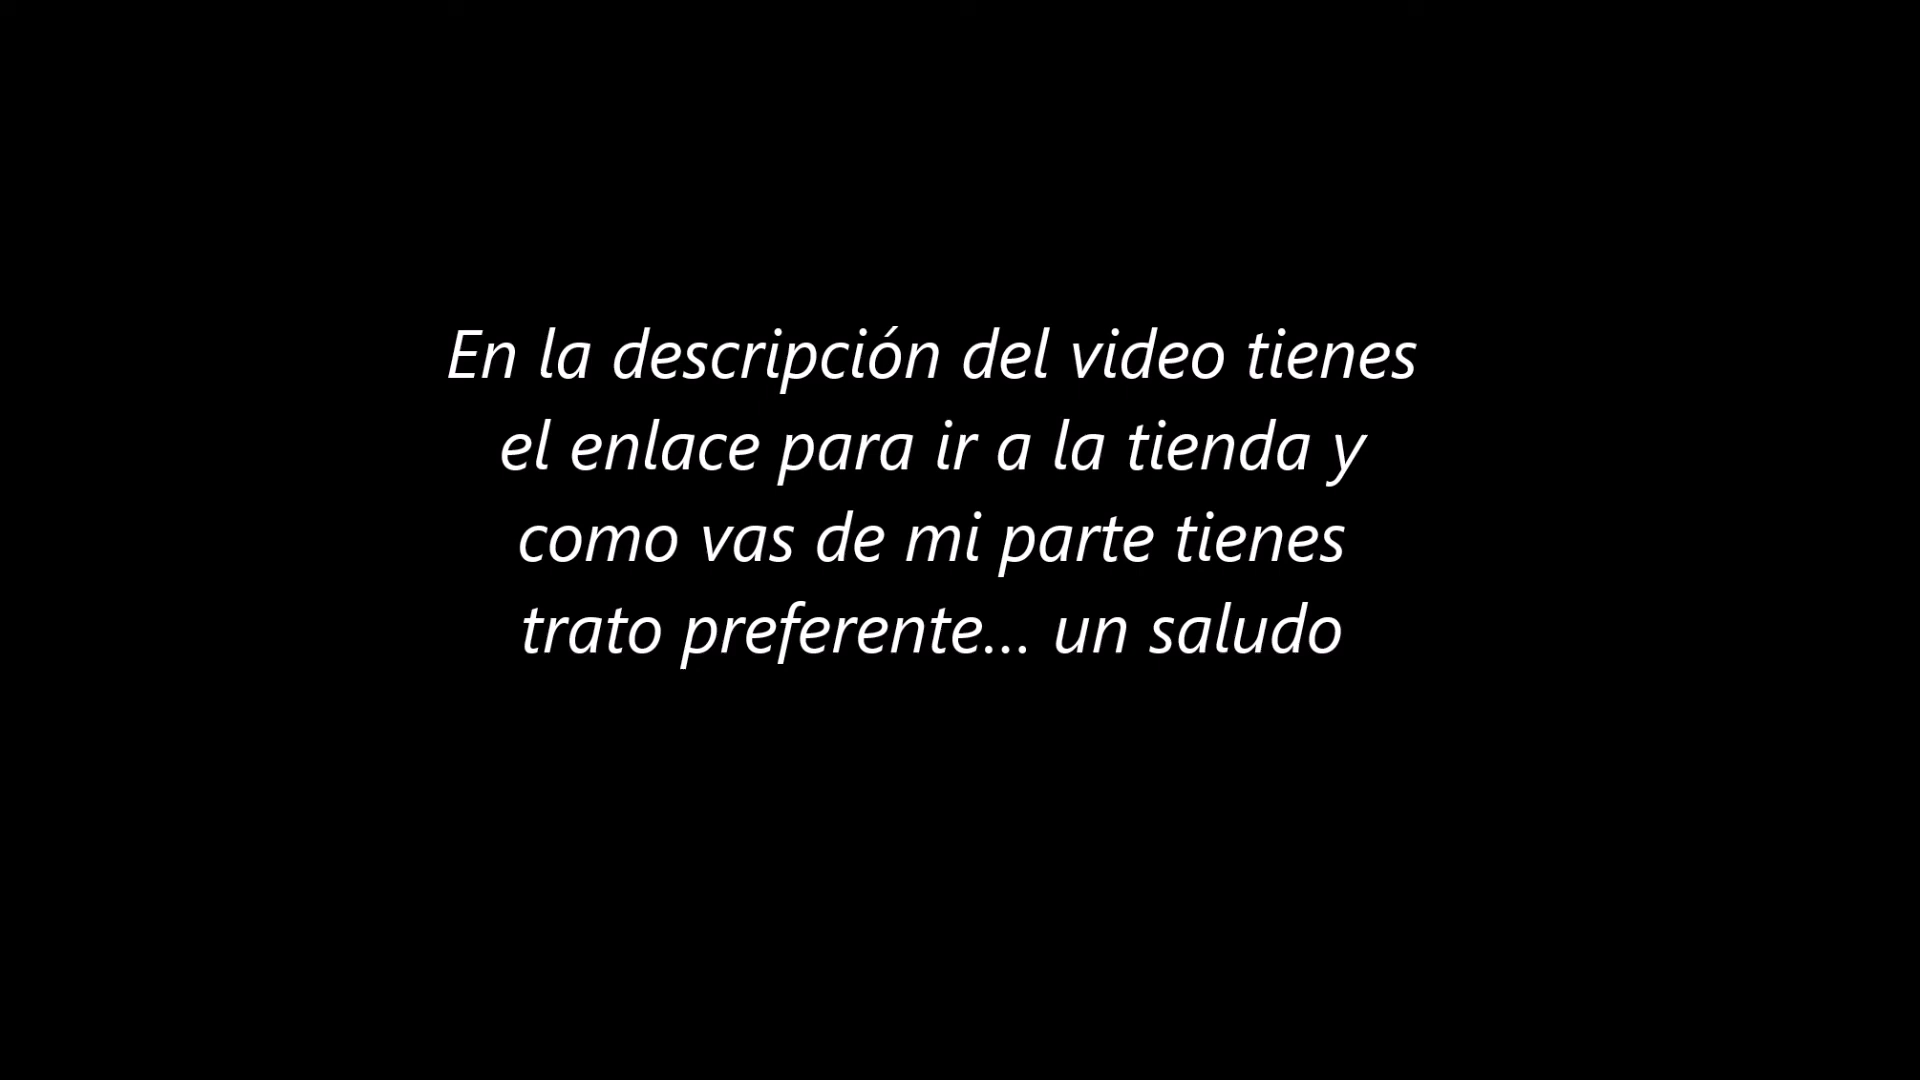 En la descripción del video tienes
el enlace para ir a la tienda y
como vas de mi parte tienes
trato preferente... un saludo